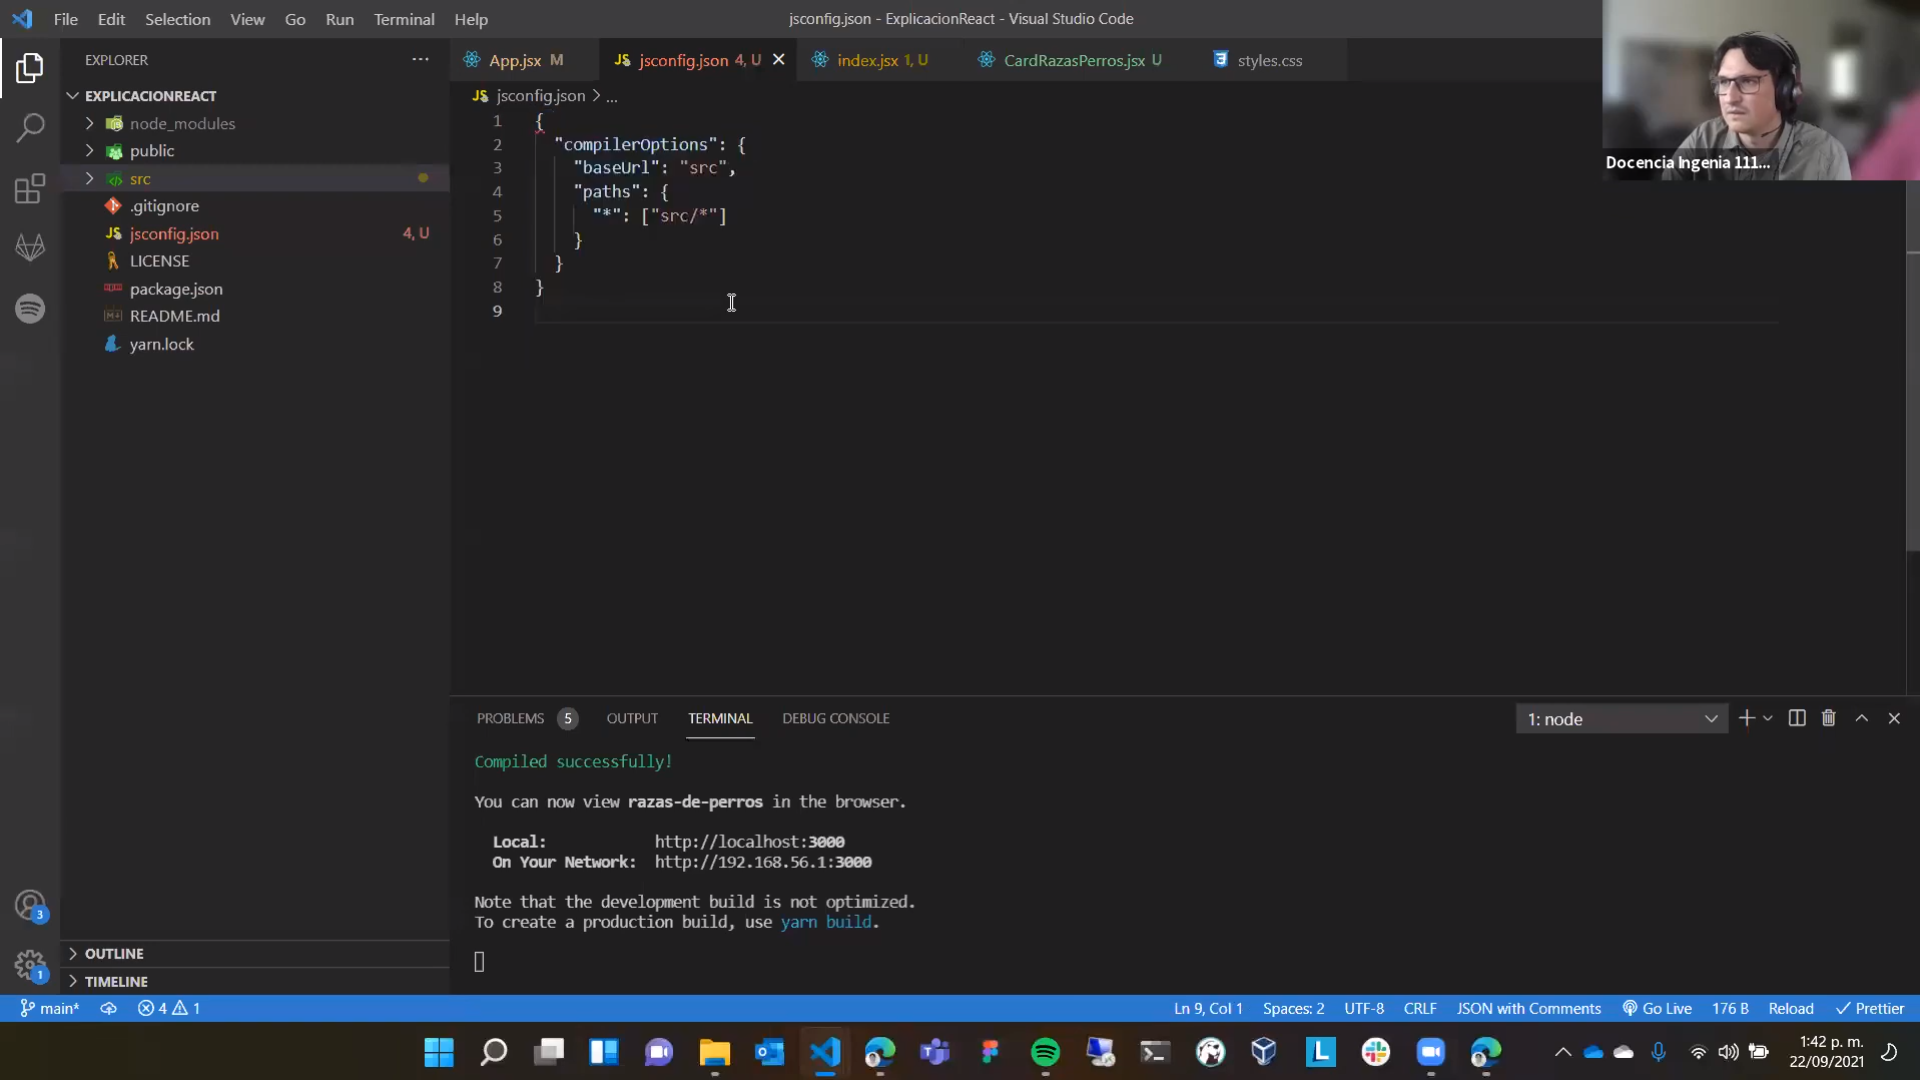 File Edit Selection View Go Run Terminal Help
jsconfig.json - ExplicacionReact - Visual Studio Code
EXPLORER
EXPLICACIONREACT
node_modules
public
src
.gitignore
jsconfig.json 4, U
LICENSE
package.json
README.md
yarn.lock
OUTLINE
TIMELINE
App.jsx M
JS jsconfig.json 4, U
index.jsx 1, U
CardRazasPerros.jsx U
styles.css
JS jsconfig.json > ...
1 {
2 "compilerOptions": {
3 "baseUrl": "src",
4 "paths": {
5 "*": ["src/*"]
6 }
7 }
8 }
9
Docencia Ingenia 111...
PROBLEMS 5 OUTPUT TERMINAL DEBUG CONSOLE
1: node
Compiled successfully!
You can now view razas-de-perros in the browser.
Local: http://localhost:3000
On Your Network: http://192.168.56.1:3000
Note that the development build is not optimized.
To create a production build, use yarn build.
3
1
main* 4 1
Ln 9, Col 1 Spaces: 2 UTF-8 CRLF JSON with Comments Go Live 176 B Reload Prettier
1:42 p. m.
22/09/2021